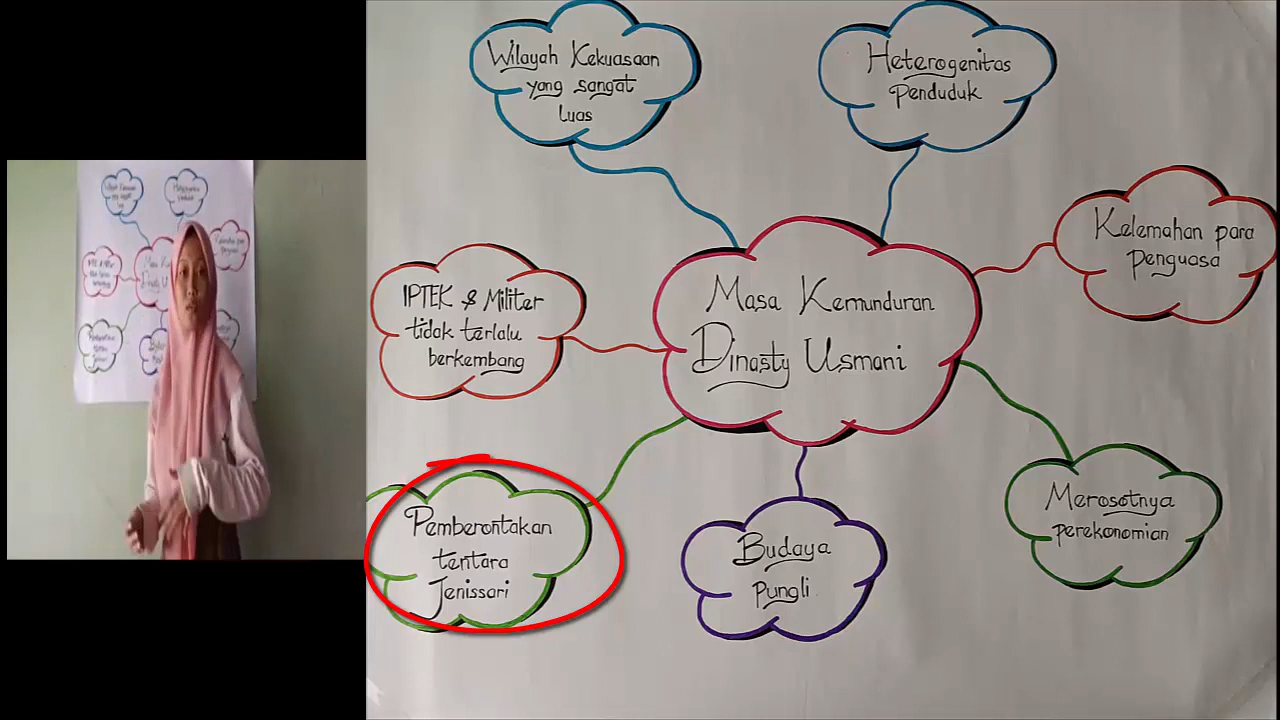 Wilayah Kekuasaan
yang sangat
luas
Heterogenitas
penduduk
Kelemahan para
penguasa
IPTEK & Militer
tidak terlalu
berkembang
Masa Kemunduran
Dinasty Usmani
Pemberontakan
tentara
Jenissari
Budaya
Pungli
Merosotnya
perekonomian